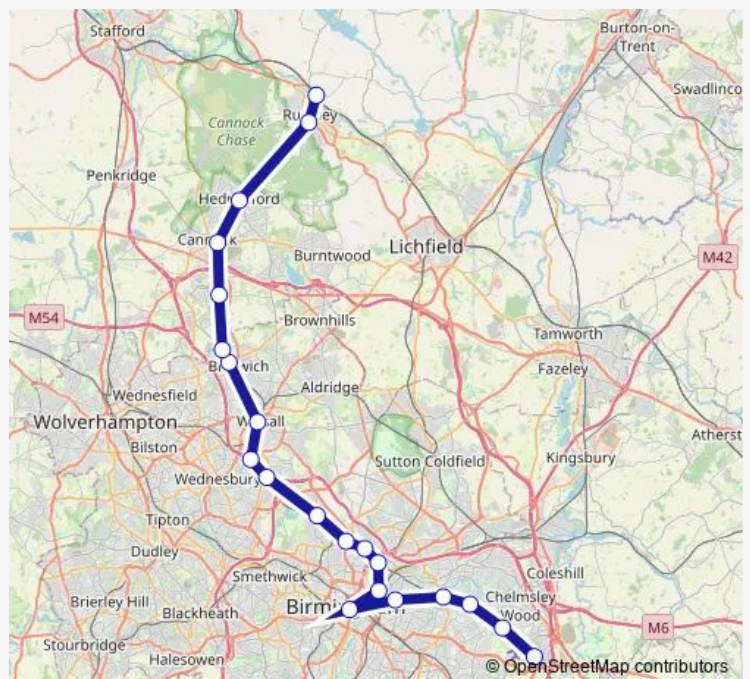 Stafford
Burton-on-
Trent
Swadlinco
Cannock
Chase
Penkridge
Lichfield
Burntwood
M42
M54
Brownhills
Tamworth
Fazeley
Aldridge
Wednesfield
Wolverhampton
Atherst
Bilston
Sutton Coldfield
Kingsbury
Wednesbury
Tipton
Dudley
Smethwick
Coleshill
Brierley Hill
Blackheath
Chelmsley
Wood
M6
Stourbridge
Halesowen
© OpenStreetMap contributors